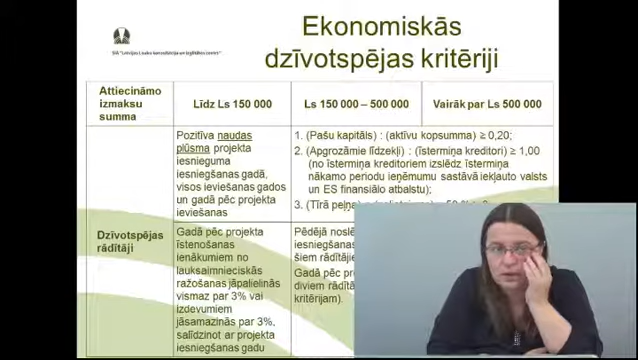 Ekonomiskās
dzīvotspējas kritēriji
SIA "Latvijas Lauku konsultāciju un izglītības centrs"
Attiecināmo
izmaksu
summa
Līdz Ls 150 000
Ls 150 000 – 500 000
Vairāk par Ls 500 000
Dzīvotspējas
rādītāji
Pozitīva naudas
plūsma projekta
iesnieguma
iesniegšanas gadā,
visos ieviešanas gados
un gadā pēc projekta
ieviešanas
1. (Pašu kapitāls) : (aktīvu kopsumma) ≥ 0,20;
2. (Apgrozāmie līdzekļi) : (īstermiņa kreditori) ≥ 1,00
(no īstermiņa kreditoriem izslēdz īstermiņa
nākamo periodu ieņēmumu sastāvā iekļauto valsts
un ES finansiālo atbalstu);
3. (Tīrā peļņa
Gadā pēc projekta
īstenošanas
ienākumiem no
lauksaimnieciskās
ražošanas jāpalielinās
vismaz par 3% vai
izdevumiem
jāsamazinās par 3%,
salīdzinot ar projekta
iesniegšanas gadu
Pēdējā noslē
iesniegšanas
šiem rādītājie
Gadā pēc pr
diviem rādītā
kritērijam).